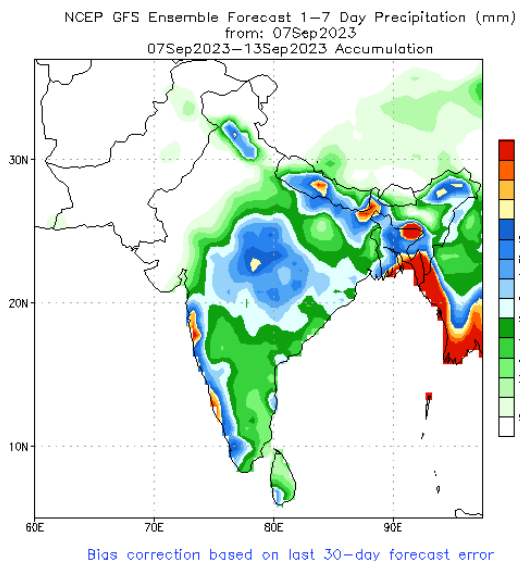 NCEP GFS Ensemble Forecast 1-7 Day Precipitation (mm)
from: 07Sep2023
07Sep2023-13Sep2023 Accumulation
30N
20N
10N
60E
70E
80E
90E
Bias correction based on last 30-day forecast error